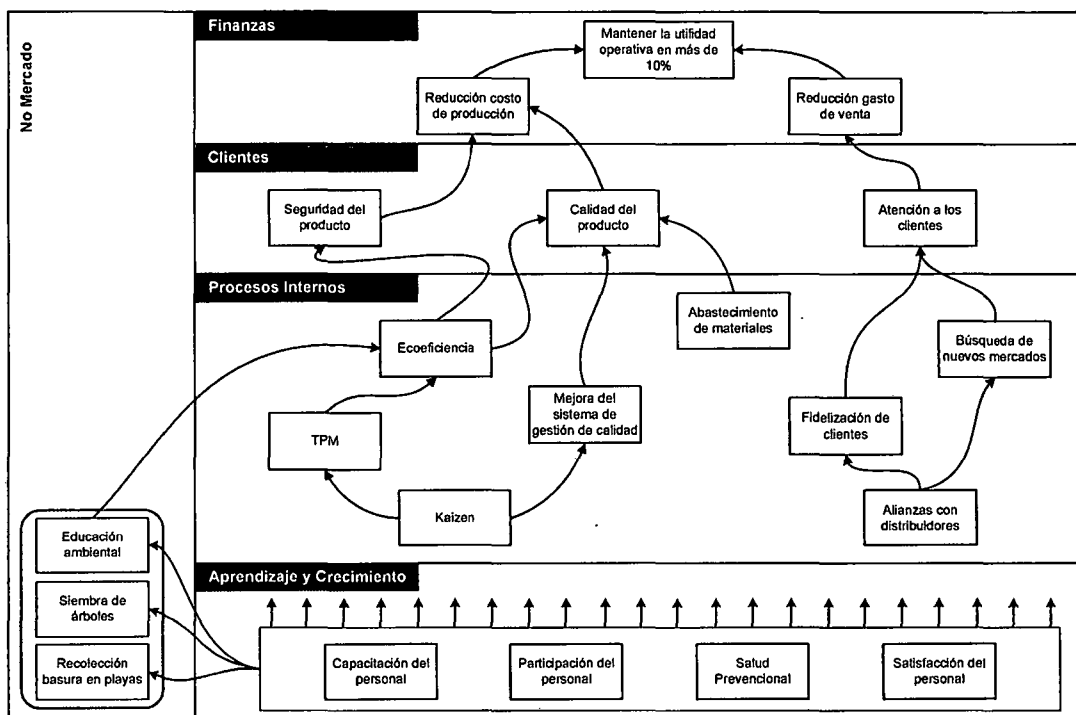 No Mercado
Finanzas
Mantener la utilidad
operativa en más de
10%
Reducción costo
de producción
Reducción gasto
de venta
Clientes
Seguridad del
producto
Calidad del
producto
Atención a los
clientes
Procesos Internos
Abastecimiento
de materiales
Ecoeficiencia
Búsqueda de
nuevos mercados
Mejora del
sistema de
gestión de calidad
TPM
Fidelización de
clientes
Kaizen
Alianzas con
distribuidores
Educación
ambiental
Siembra de
árboles
Recolección
basura en playas
Aprendizaje y Crecimiento
Capacitación del
personal
Participación del
personal
Salud
Prevencional
Satisfacción del
personal